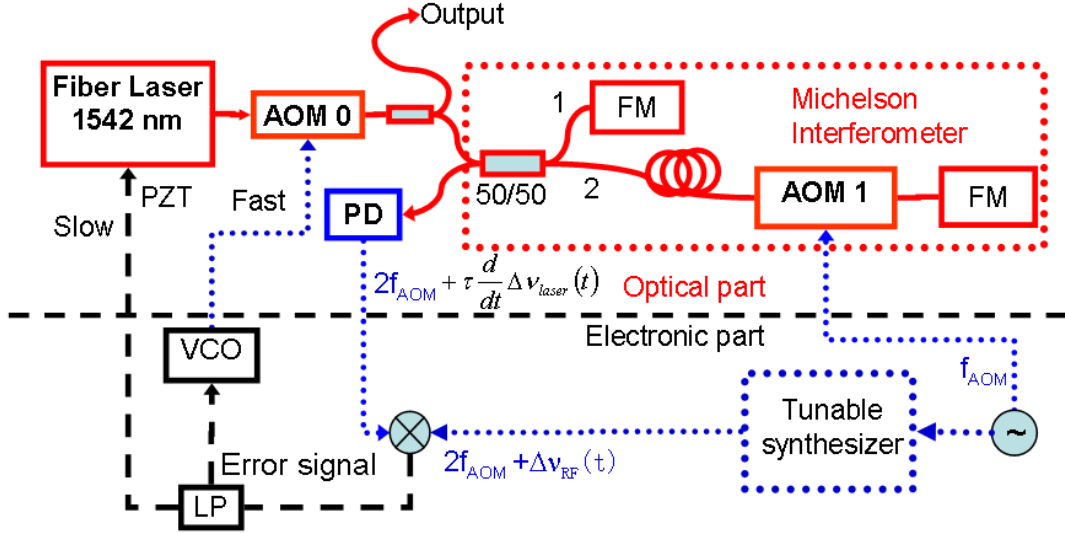 Output
Fiber Laser
1542 nm
AOM 0
1
FM
Michelson
Interferometer
PZT
Slow
Fast
PD
50/50
2
AOM 1
FM
2f_AOM + τ d/dt Δν_laser(t)
Optical part
Electronic part
VCO
f_AOM
Tunable
synthesizer
~
Error signal
2f_AOM +Δν_RF(t)
LP